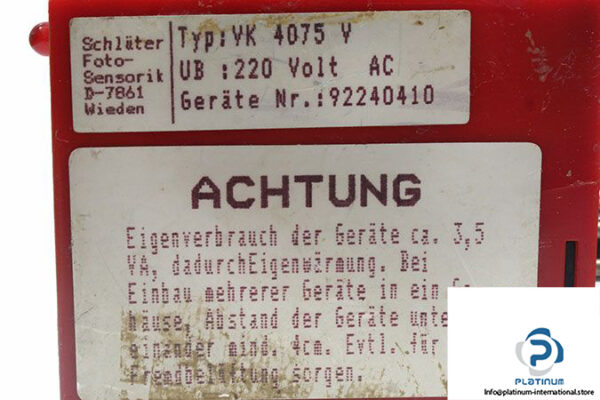 Schlüter
Foto-
Sensorik
D-7861
Wieden
Typ:VK 4075 V
UB :220 Volt AC
Geräte Nr.:92240410
ACHTUNG
Eigenverbrauch der Geräte ca. 3,5
VA, dadurchEigenwärmung. Bei
Einbau mehrerer Geräte in ein G
häuse, Abstand der Geräte unte
einander mind. 4cm. Evtl. für
Fremdbelüftung sorgen.
PLATINUM
info@platinum-international.store